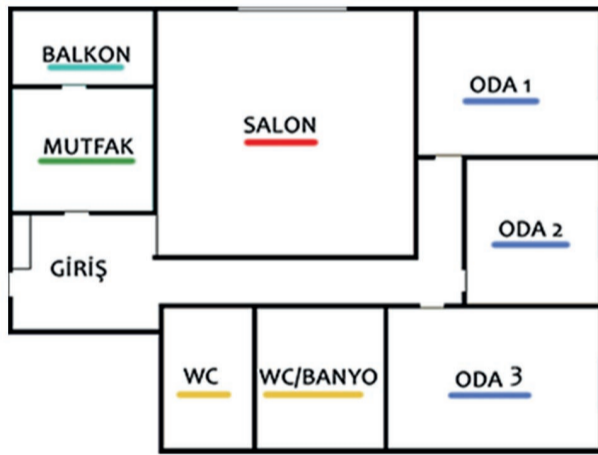 BALKON
MUTFAK
SALON
ODA 1
ODA 2
GİRİŞ
WC
WC/BANYO
ODA 3